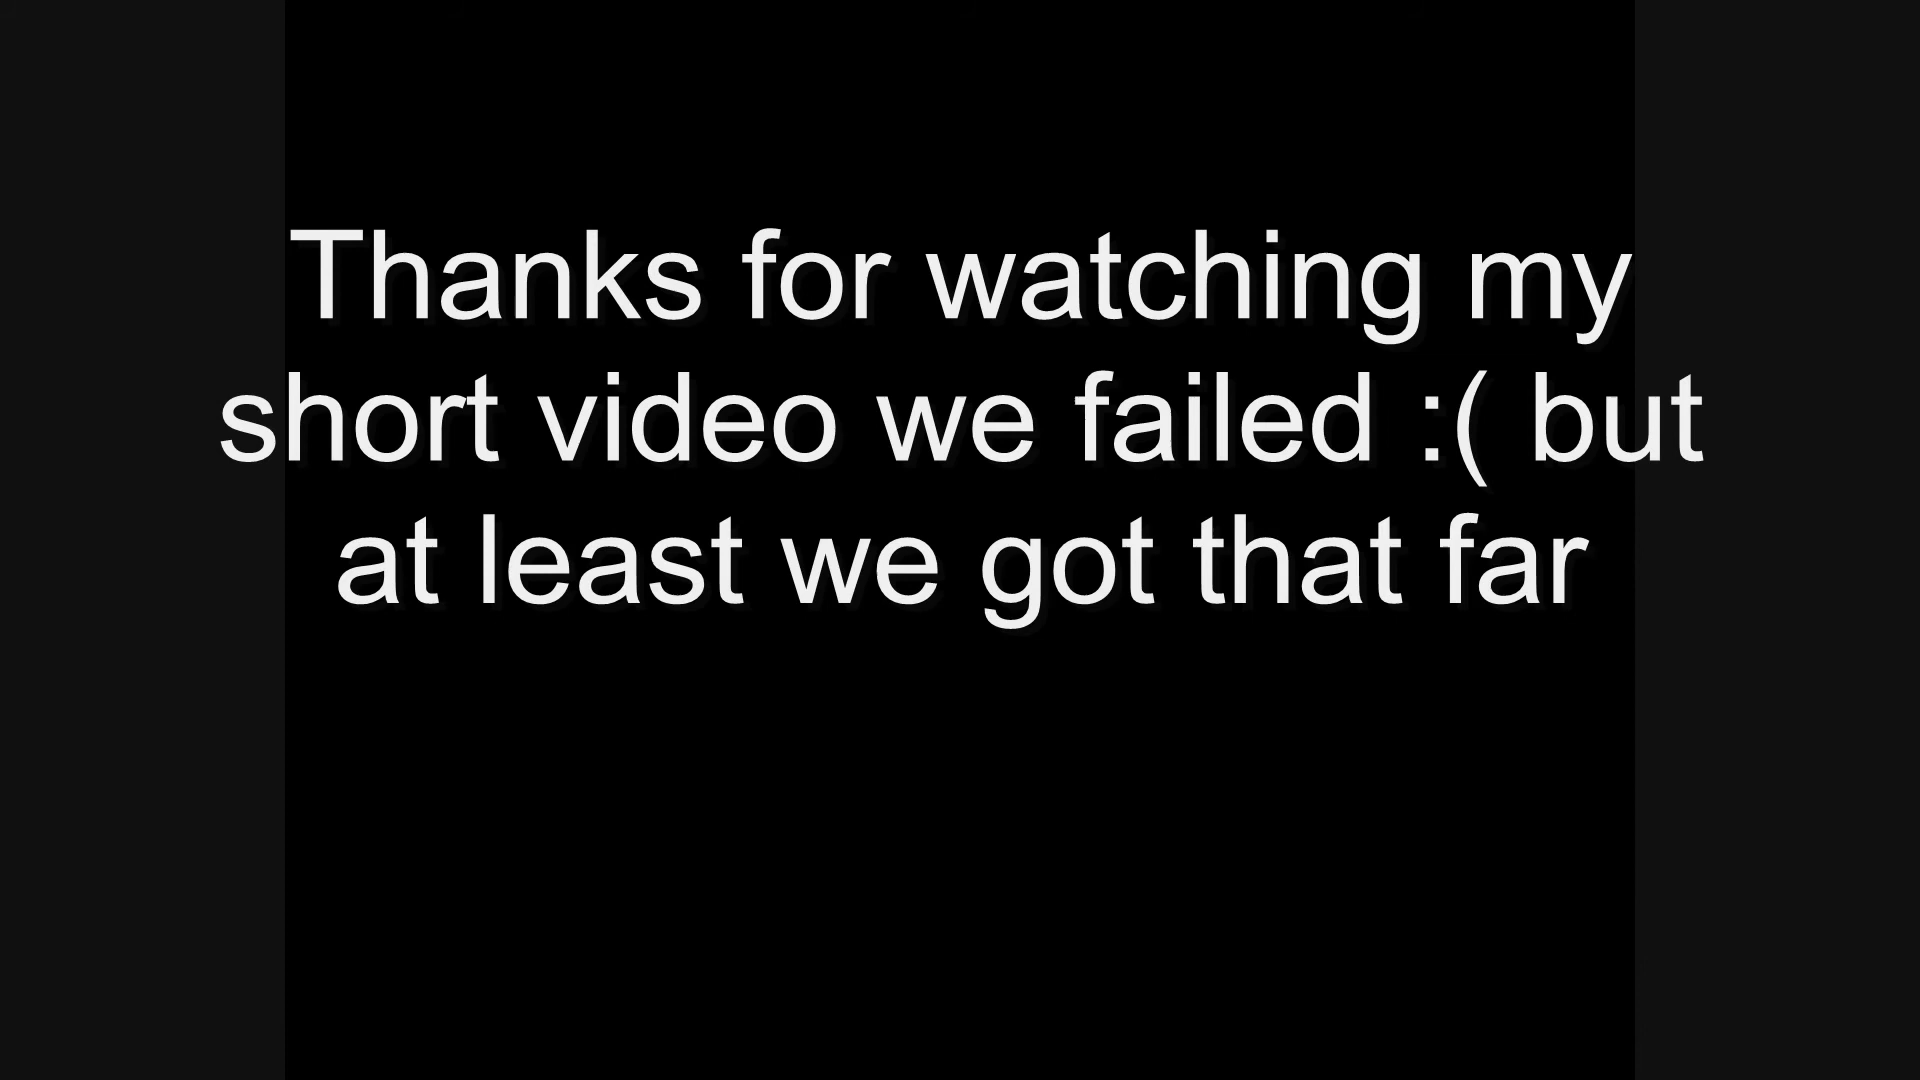 Thanks for watching my
short video we failed :( but
at least we got that far